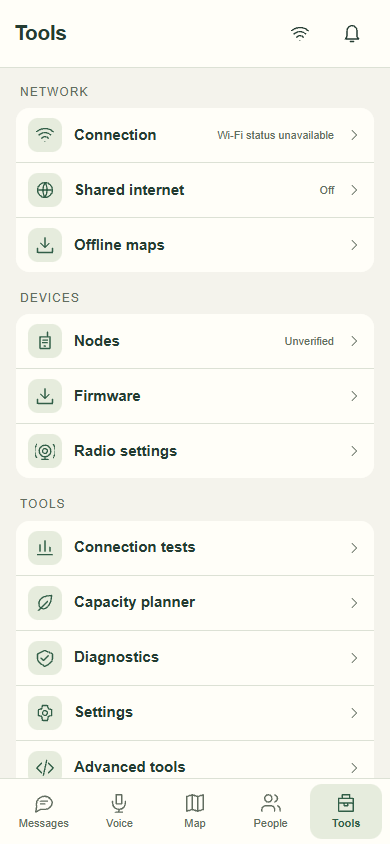 Tools
NETWORK
Connection
Wi-Fi status unavailable
Shared internet
Off
Offline maps
DEVICES
Nodes
Unverified
Firmware
Radio settings
TOOLS
Connection tests
Capacity planner
Diagnostics
Settings
Advanced tools
Messages
Voice
Map
People
Tools